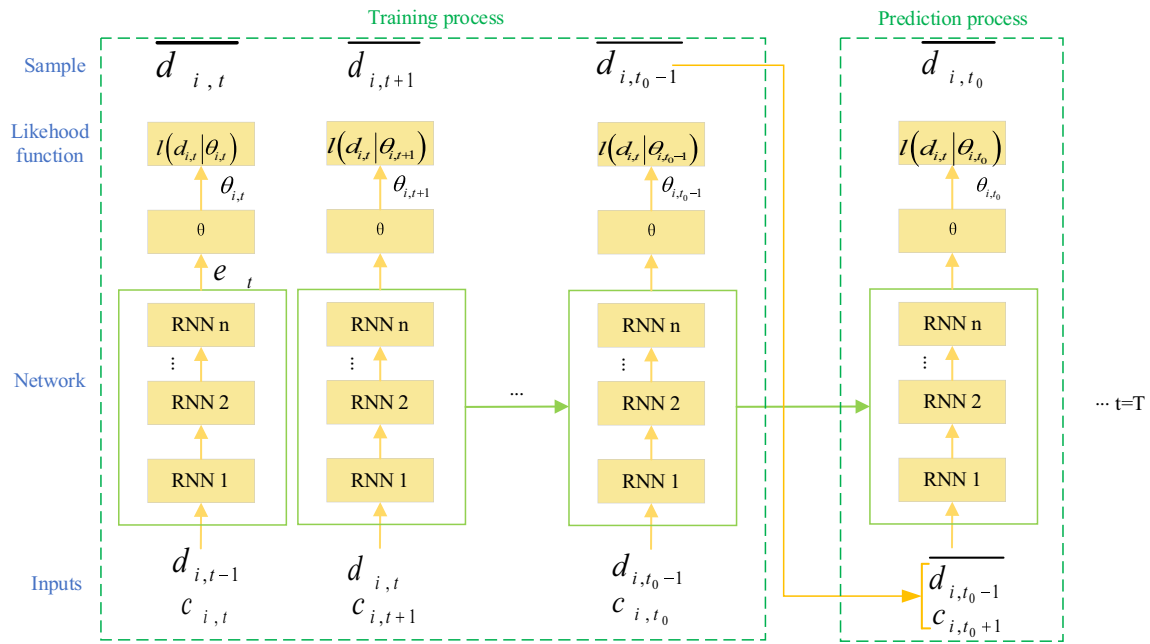 Training process
Prediction process
Sample
d̅ i,t
d̅ i,t+1
d̅ i,t₀−1
d̅ i,t₀
Likehood function
l(d i,t|θ i,t)
l(d i,t|θ i,t+1)
l(d i,t|θ i,t₀−1)
l(d i,t|θ i,t₀)
θ i,t
θ i,t+1
θ i,t₀−1
θ i,t₀
θ
θ
θ
θ
e t
Network
RNN n
RNN n
RNN n
RNN n
...
...
...
...
RNN 2
RNN 2
...
RNN 2
RNN 2
... t=T
RNN 1
RNN 1
RNN 1
RNN 1
Inputs
d i,t−1
d i,t
d i,t₀−1
d̅ i,t₀−1
c i,t
c i,t+1
c i,t₀
c i,t₀+1